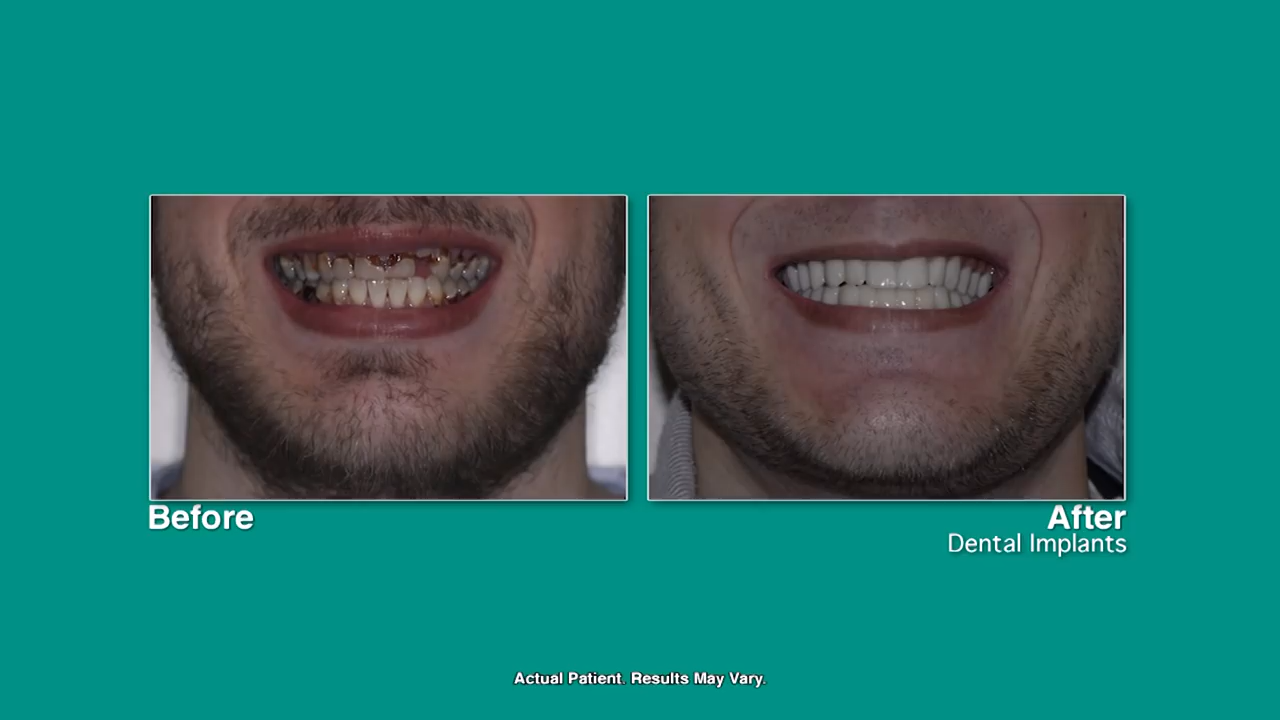 Before
After
Dental Implants
Actual Patient. Results May Vary.